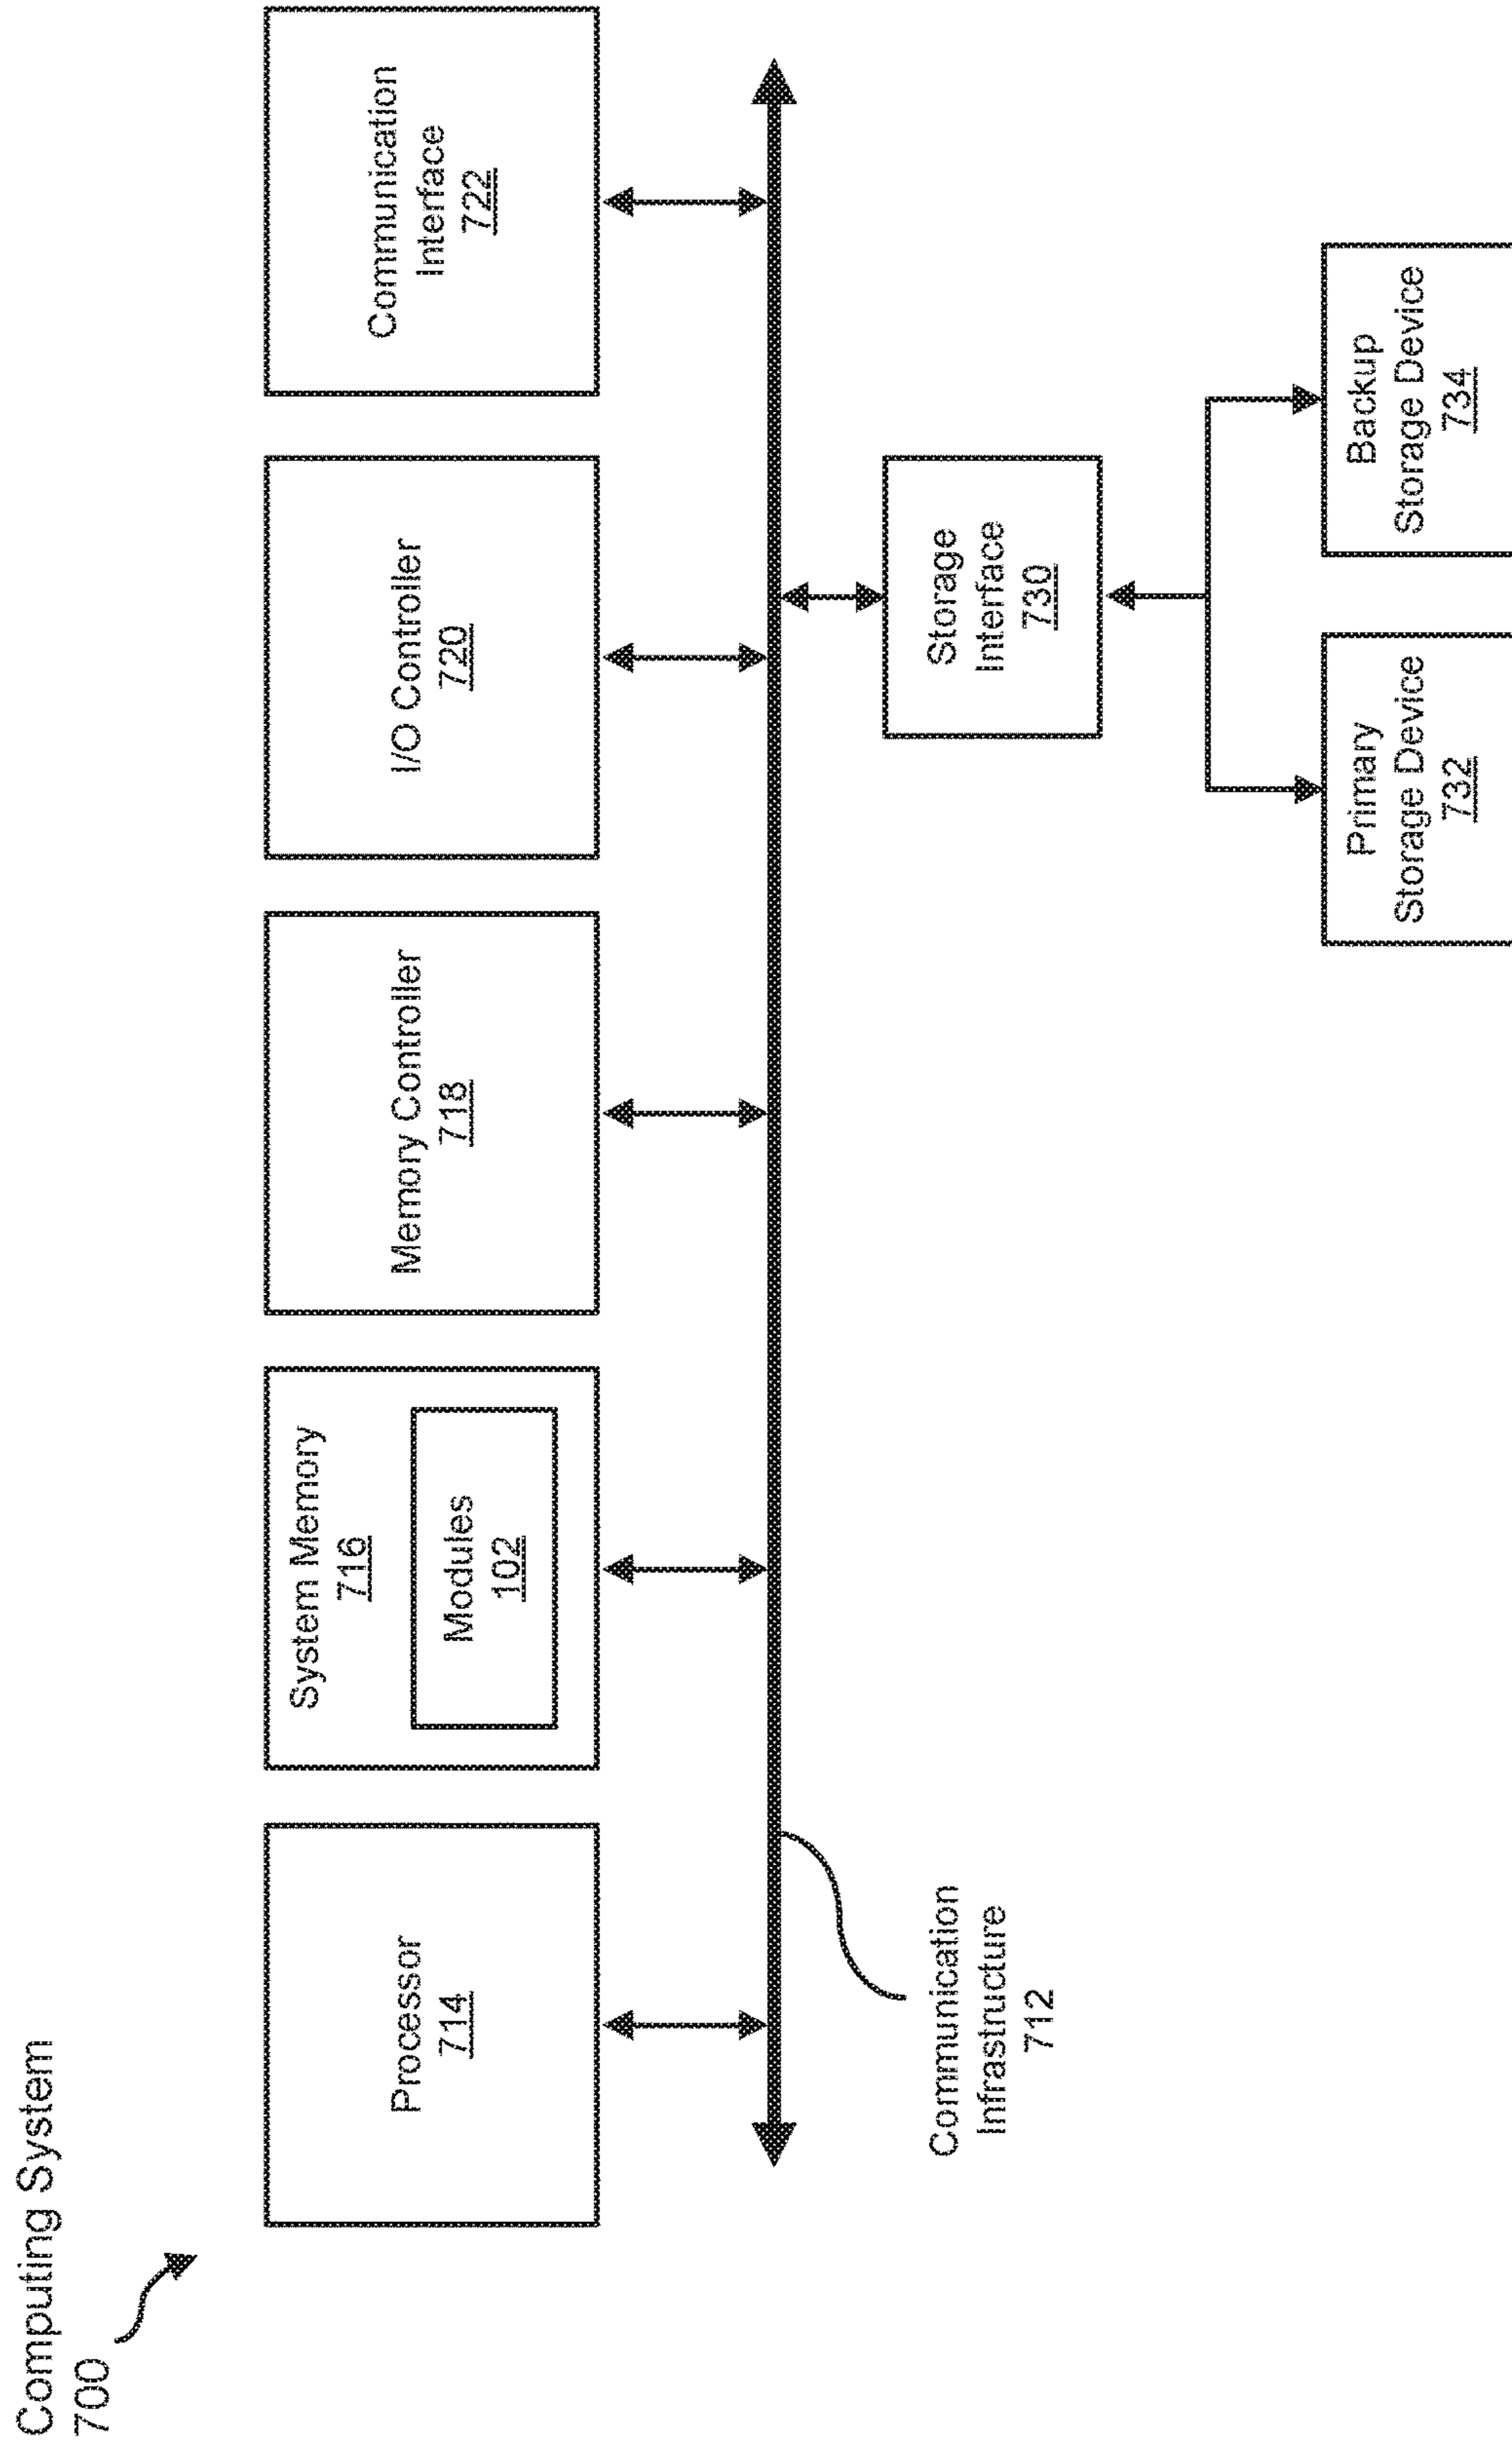 Computing System
700
Processor
714
System Memory
716
Modules
102
Memory Controller
718
I/O Controller
720
Communication
Interface
722
Communication
Infrastructure
712
Storage
Interface
730
Primary
Storage Device
732
Backup
Storage Device
734